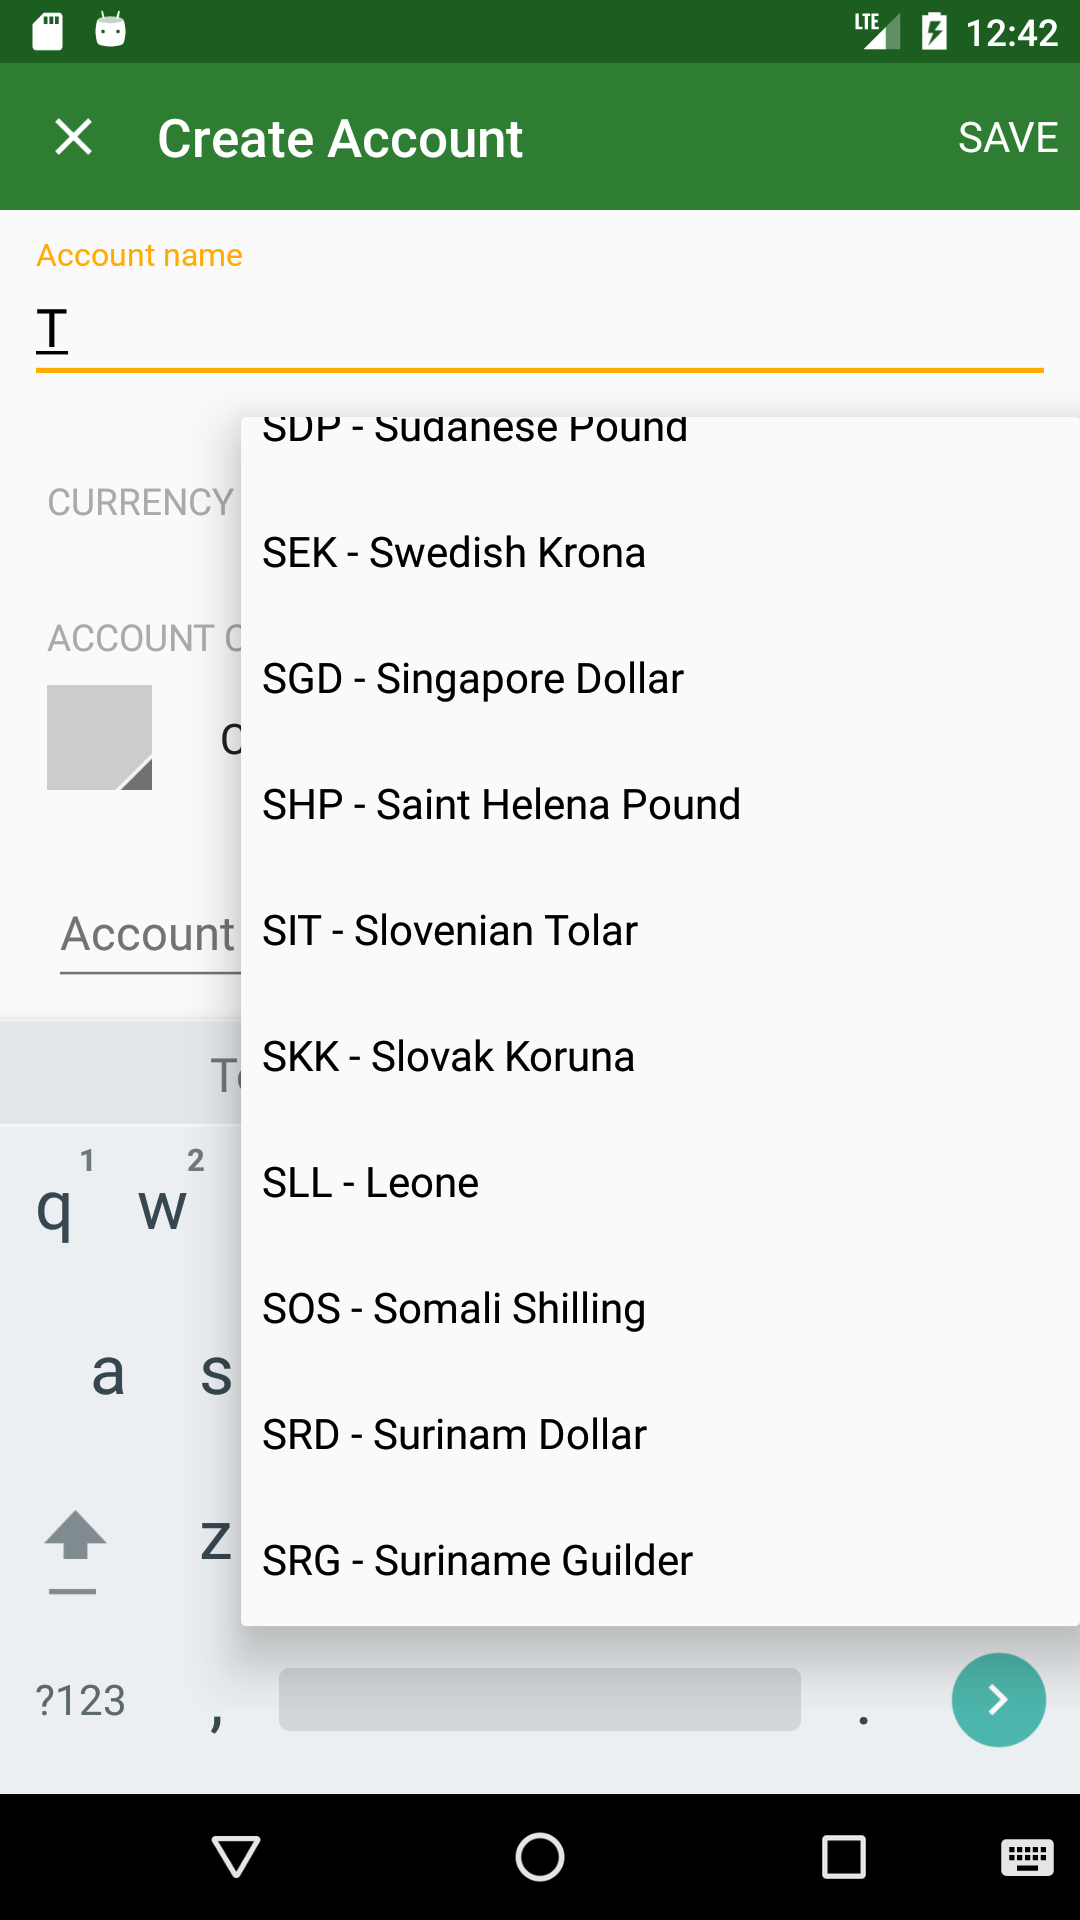 LTE 12:42
Create Account SAVE
Account name
T
SDP - Sudanese Pound
CURRENCY
SEK - Swedish Krona
ACCOUNT
SGD - Singapore Dollar
SHP - Saint Helena Pound
Account
SIT - Slovenian Tolar
SKK - Slovak Koruna
1 2
q w
SLL - Leone
SOS - Somali Shilling
a s
SRD - Surinam Dollar
z
SRG - Suriname Guilder
?123 , .